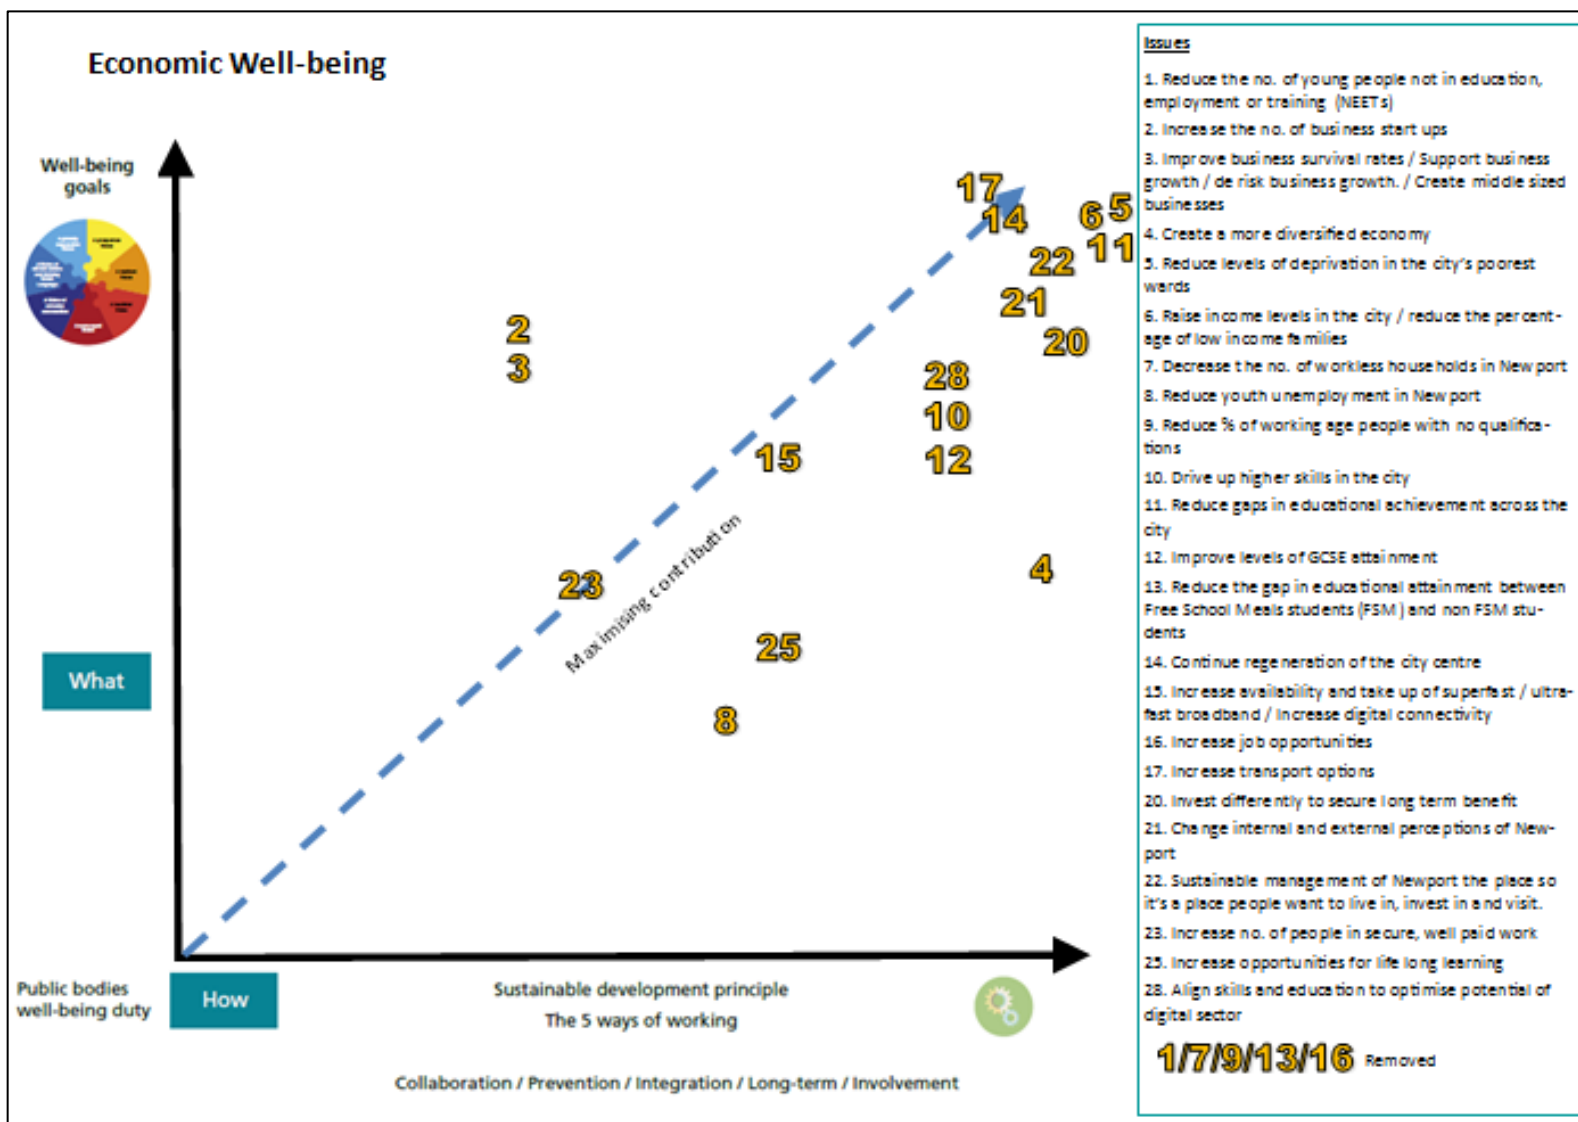 Economic Well-being
Well-being
goals
17
14
6
5
11
22
21
20
2
3
28
10
12
15
Maximising contribution
4
23
25
8
What
Public bodies
well-being duty
How
Sustainable development principle
The 5 ways of working
Collaboration / Prevention / Integration / Long-term / Involvement
Issues
1. Reduce the no. of young people not in education,
employment or training (NEETs)
2. Increase the no. of business start ups
3. Improve business survival rates / Support business
growth / de risk business growth. / Create middle sized
businesses
4. Create a more diversified economy
5. Reduce levels of deprivation in the city's poorest
wards
6. Raise income levels in the city / reduce the percent-
age of low income families
7. Decrease the no. of workless households in Newport
8. Reduce youth unemployment in Newport
9. Reduce % of working age people with no qualifica-
tions
10. Drive up higher skills in the city
11. Reduce gaps in educational achievement across the
city
12. Improve levels of GCSE attainment
13. Reduce the gap in educational attainment between
Free School Meals students (FSM) and non FSM stu-
dents
14. Continue regeneration of the city centre
15. Increase availability and take up of superfast / ultra-
fast broadband / Increase digital connectivity
16. Increase job opportunities
17. Increase transport options
20. Invest differently to secure long term benefit
21. Change internal and external perceptions of New-
port
22. Sustainable management of Newport the place so
it's a place people want to live in, invest in and visit.
23. Increase no. of people in secure, well paid work
25. Increase opportunities for life long learning
28. Align skills and education to optimise potential of
digital sector
1/7/9/13/16 Removed